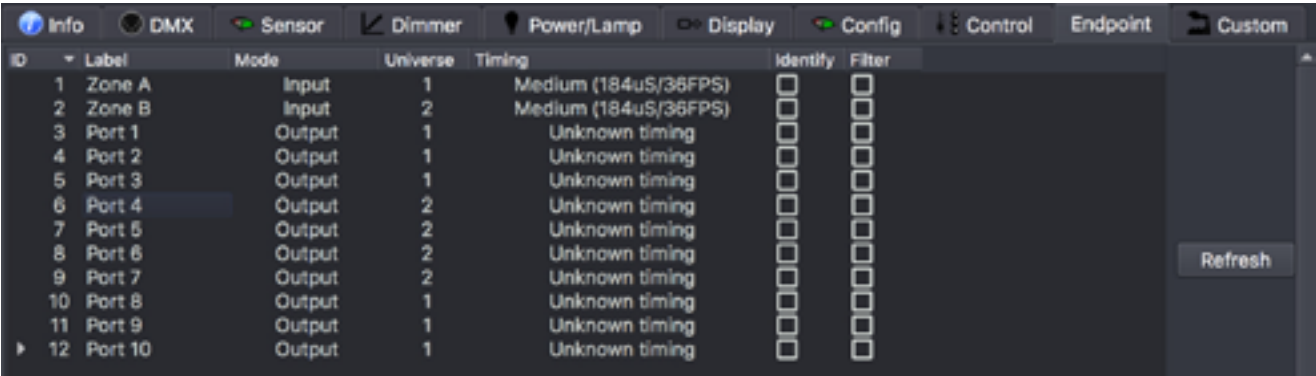 Info DMX Sensor Dimmer Power/Lamp Display Config Control Endpoint Custom
ID Label Mode Universe Timing Identify Filter
1 Zone A Input 1 Medium (184uS/36FPS)
2 Zone B Input 2 Medium (184uS/36FPS)
3 Port 1 Output 1 Unknown timing
4 Port 2 Output 1 Unknown timing
5 Port 3 Output 1 Unknown timing
6 Port 4 Output 2 Unknown timing
7 Port 5 Output 2 Unknown timing
8 Port 6 Output 2 Unknown timing
9 Port 7 Output 2 Unknown timing
10 Port 8 Output 1 Unknown timing
11 Port 9 Output 1 Unknown timing
12 Port 10 Output 1 Unknown timing
Refresh